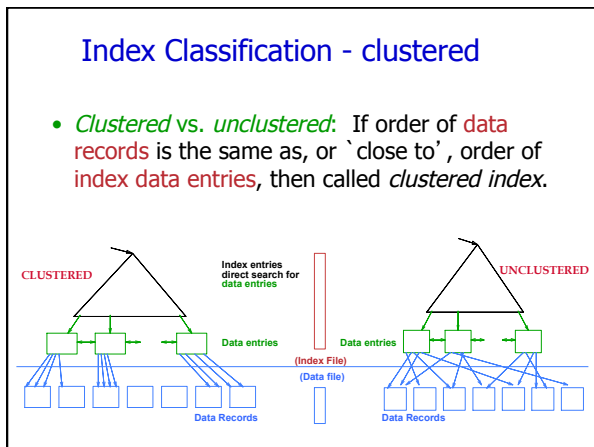 Index Classification - clustered
• Clustered vs. unclustered: If order of data
records is the same as, or `close to', order of
index data entries, then called clustered index.
CLUSTERED
Index entries
direct search for
data entries
UNCLUSTERED
Data entries
Data entries
(Index File)
(Data file)
Data Records
Data Records